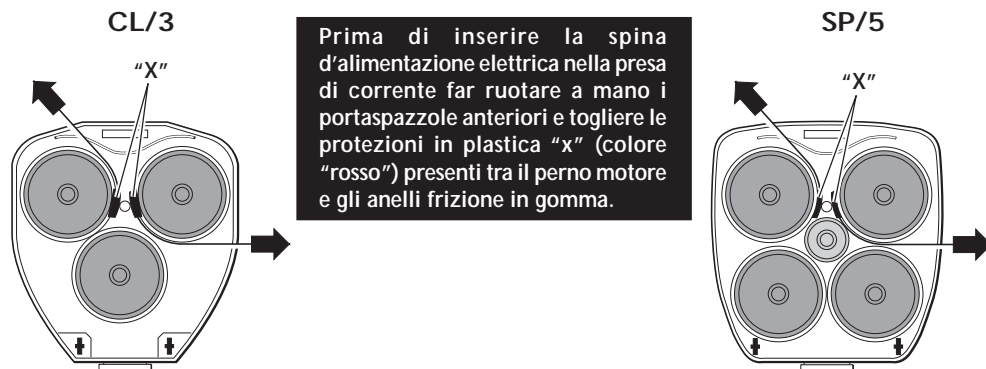 CL/3
"X"
Prima di inserire la spina
d'alimentazione elettrica nella presa
di corrente far ruotare a mano i
portaspazzole anteriori e togliere le
protezioni in plastica "x" (colore
"rosso") presenti tra il perno motore
e gli anelli frizione in gomma.
SP/5
"X"